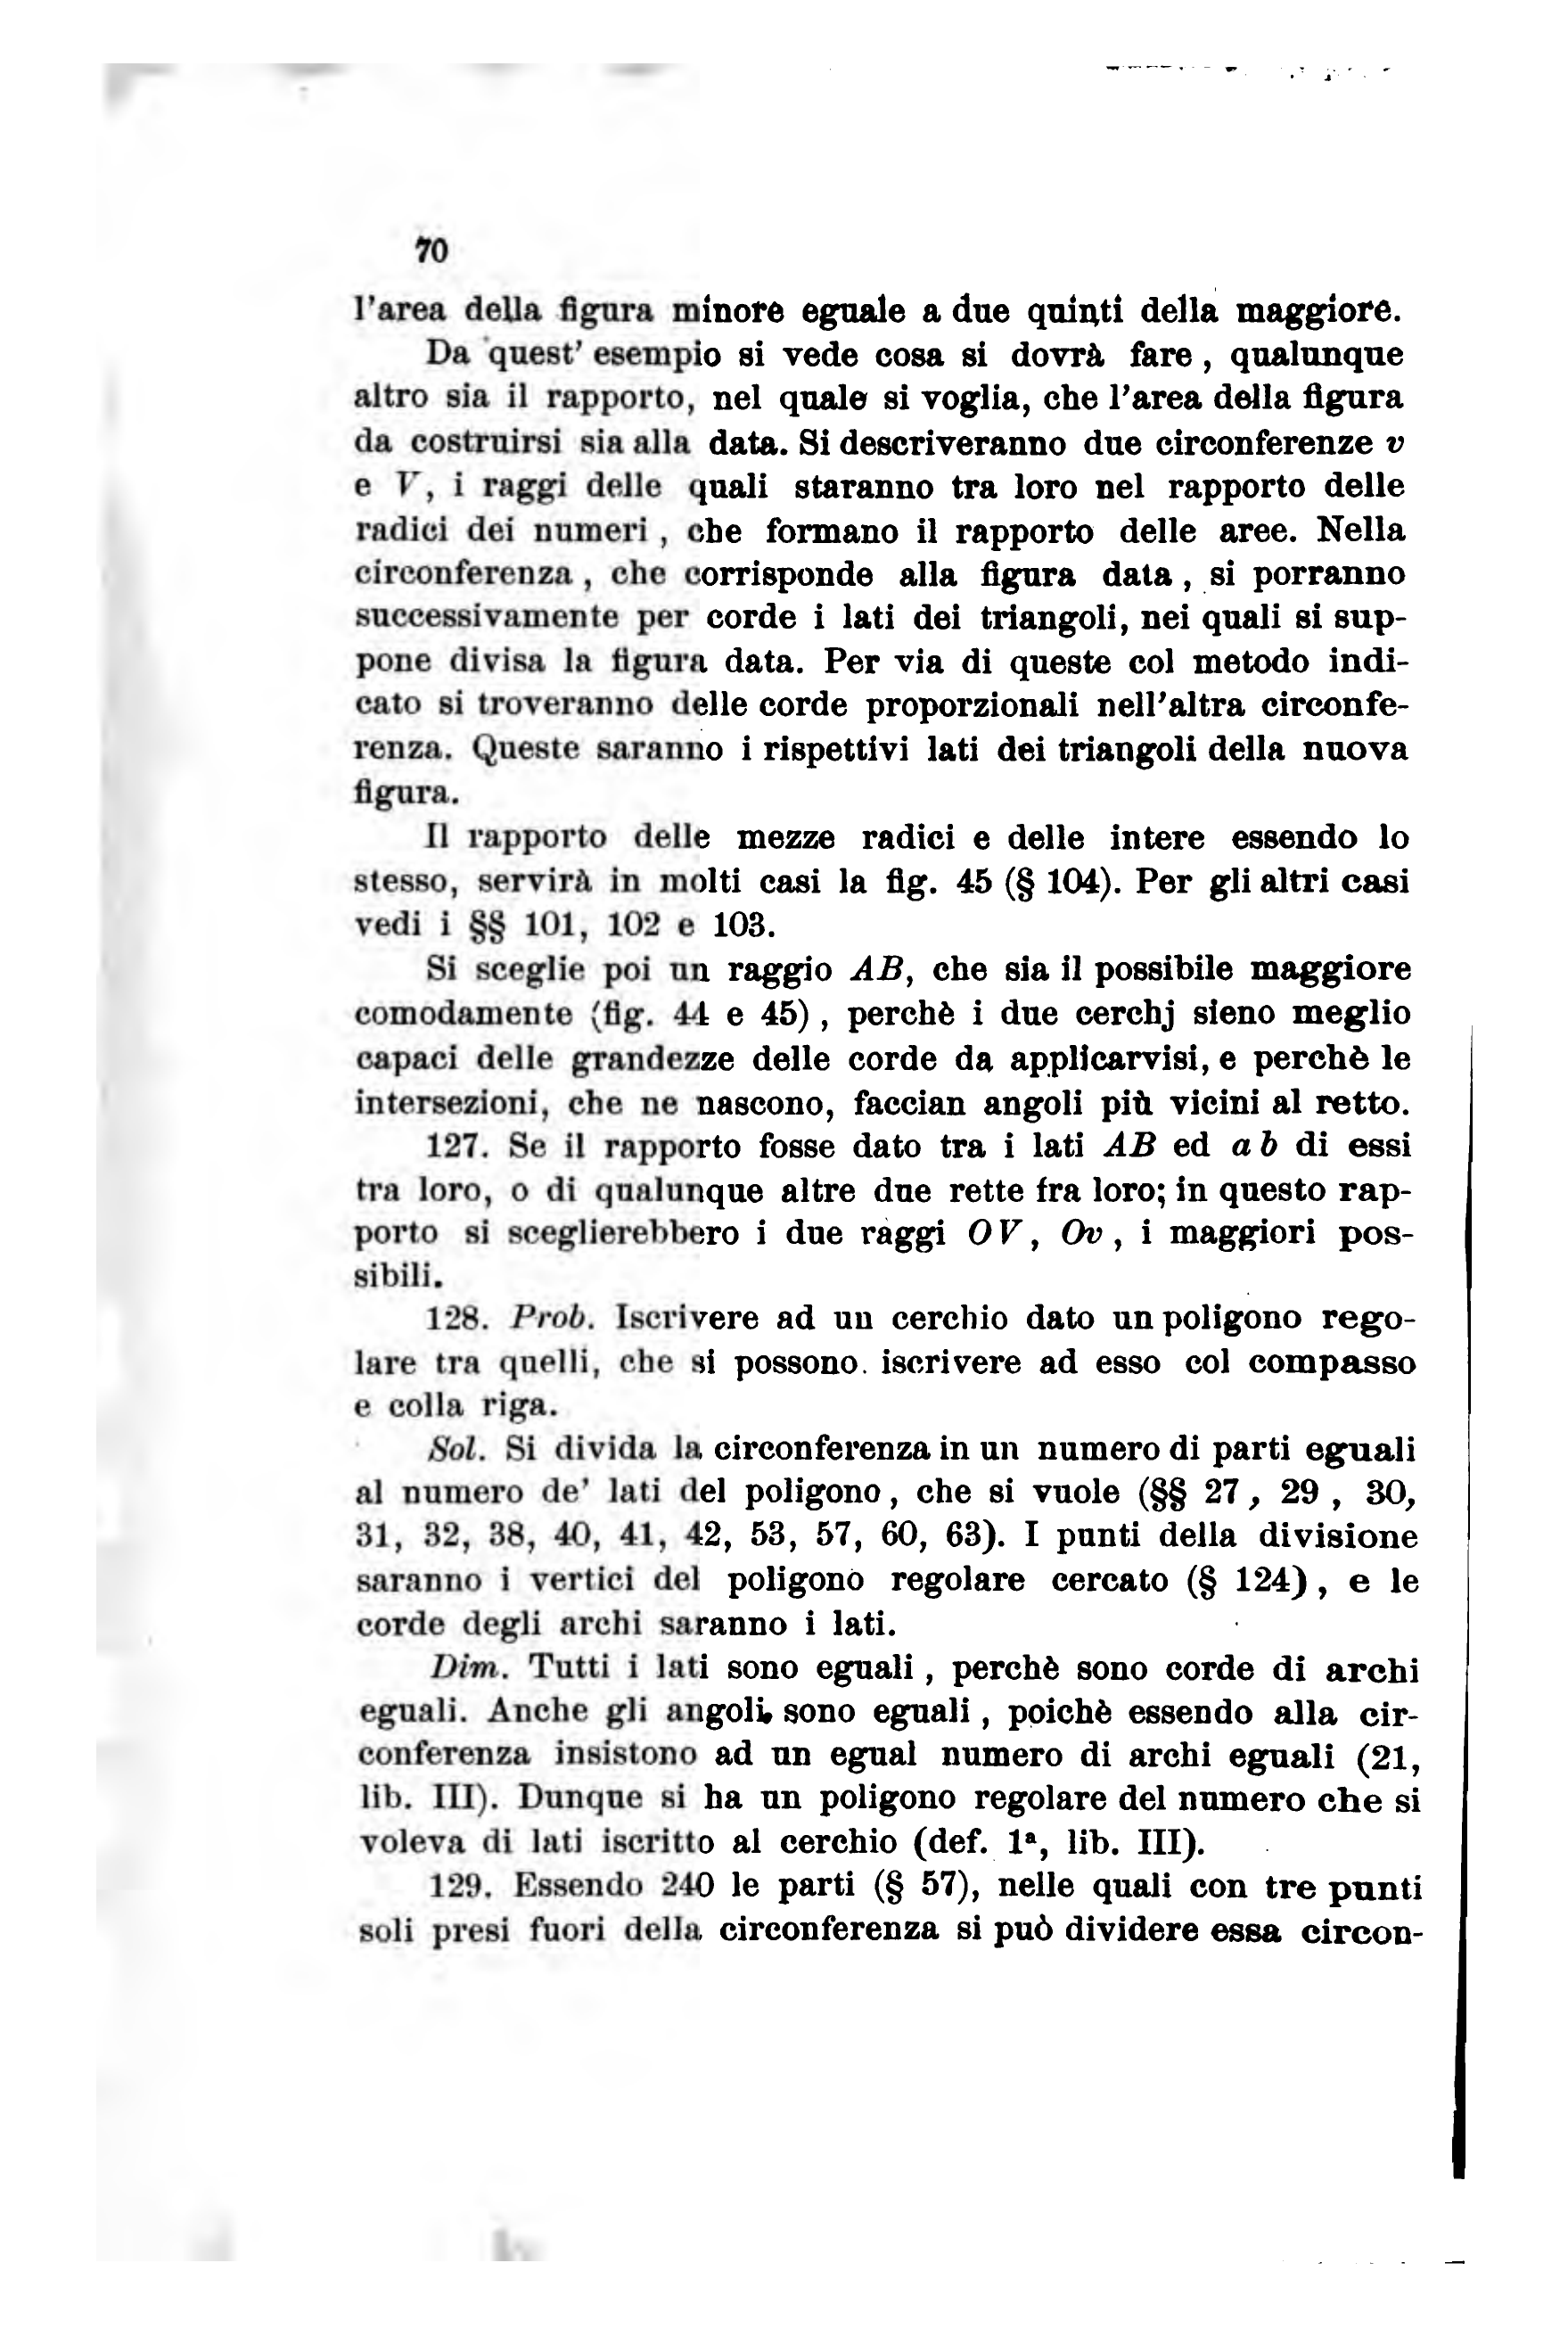 70
l'area della figura minore eguale a due quinti della maggiore.
Da quest' esempio si vede cosa si dovrà fare, qualunque
altro sia il rapporto, nel quale si voglia, che l'area della figura
da costruirsi sia alla data. Si descriveranno due circonferenze v
e V, i raggi delle quali staranno tra loro nel rapporto delle
radici dei numeri, che formano il rapporto delle aree. Nella
circonferenza, che corrisponde alla figura data, si porranno
successivamente per corde i lati dei triangoli, nei quali si sup-
pone divisa la figura data. Per via di queste col metodo indi-
cato si troveranno delle corde proporzionali nell'altra circonfe-
renza. Queste saranno i rispettivi lati dei triangoli della nuova
figura.
Il rapporto delle mezze radici e delle intere essendo lo
stesso, servirà in molti casi la fig. 45 (§ 104). Per gli altri casi
vedi i §§ 101, 102 e 103.
Si sceglie poi un raggio AB, che sia il possibile maggiore
comodamente (fig. 44 e 45), perchè i due cerchj sieno meglio
capaci delle grandezze delle corde da applicarvisi, e perchè le
intersezioni, che ne nascono, faccian angoli più vicini al retto.
127. Se il rapporto fosse dato tra i lati AB ed ab di essi
tra loro, o di qualunque altre due rette fra loro; in questo rap-
porto si sceglierebbero i due raggi OV, Ov, i maggiori pos-
sibili.
128. Prob. Iscrivere ad un cerchio dato un poligono rego-
lare tra quelli, che si possono iscrivere ad esso col compasso
e colla riga.
Sol. Si divida la circonferenza in un numero di parti eguali
al numero de' lati del poligono, che si vuole (§§ 27, 29, 30,
31, 32, 38, 40, 41, 42, 53, 57, 60, 63). I punti della divisione
saranno i vertici del poligono regolare cercato (§ 124), e le
corde degli archi saranno i lati.
Dim. Tutti i lati sono eguali, perchè sono corde di archi
eguali. Anche gli angoli sono eguali, poichè essendo alla cir-
conferenza insistono ad un egual numero di archi eguali (21,
lib. III). Dunque si ha un poligono regolare del numero che si
voleva di lati iscritto al cerchio (def. 1ª, lib. III).
129. Essendo 240 le parti (§ 57), nelle quali con tre punti
soli presi fuori della circonferenza si può dividere essa circon-